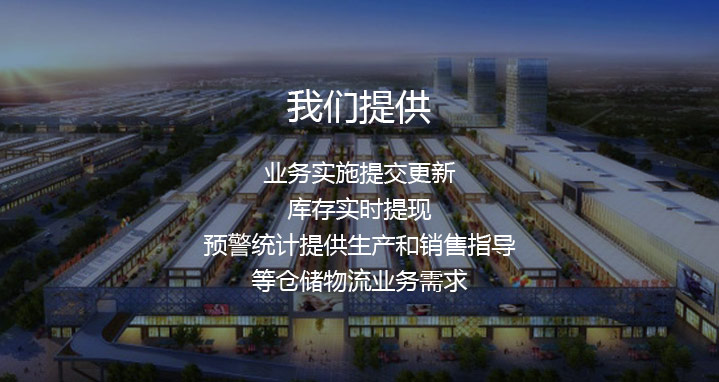 我们提供
业务实施提交更新
库存实时提现
预警统计提供生产和销售指导
等仓储物流业务需求